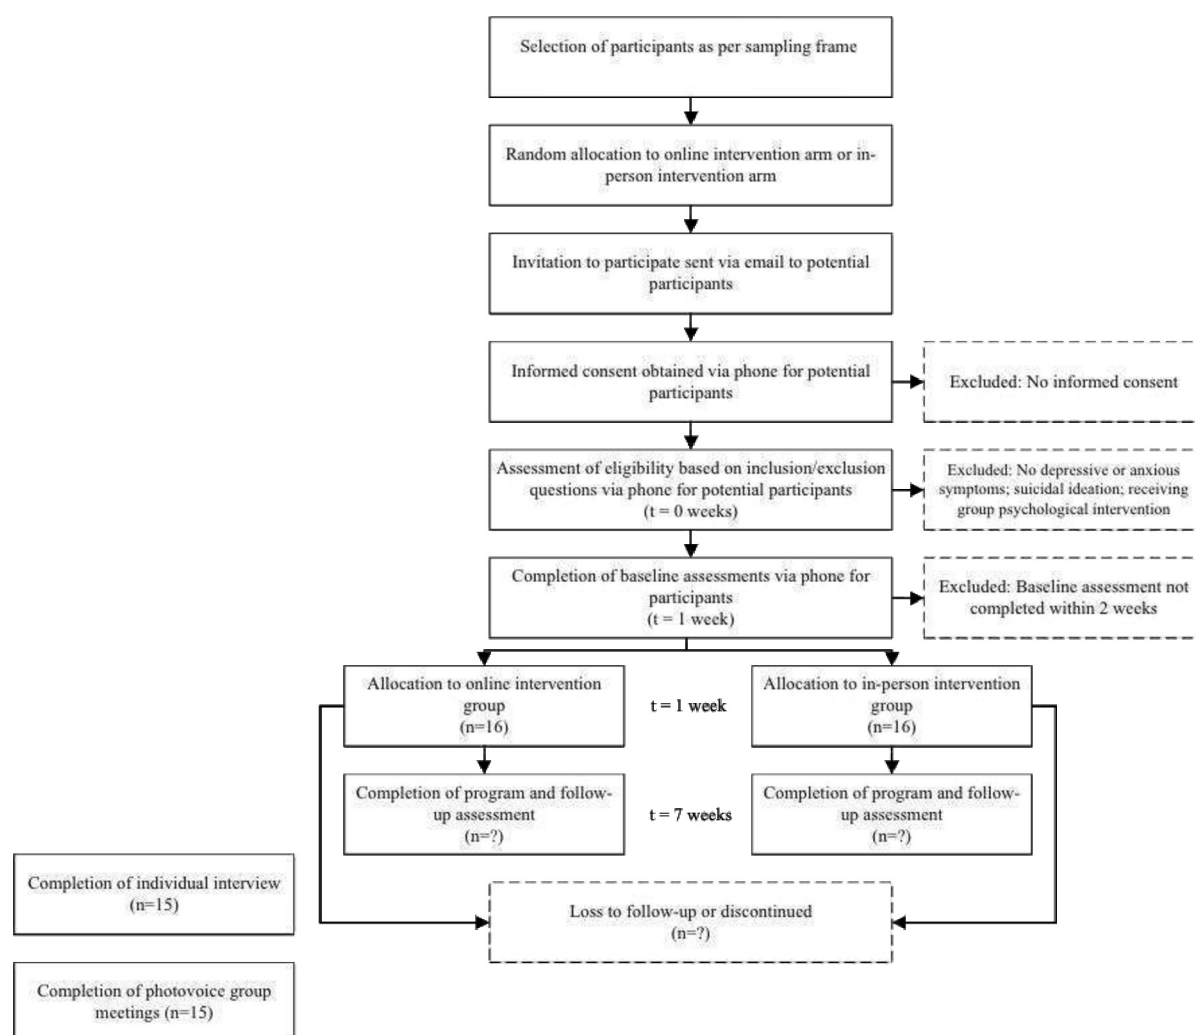 Selection of participants as per sampling frame
Random allocation to online intervention arm or in-
person intervention arm
Invitation to participate sent via email to potential
participants
Informed consent obtained via phone for potential
participants
Excluded: No informed consent
Assessment of eligibility based on inclusion/exclusion
questions via phone for potential participants
(t = 0 weeks)
Excluded: No depressive or anxious
symptoms; suicidal ideation; receiving
group psychological intervention
Completion of baseline assessments via phone for
participants
(t = 1 week)
Excluded: Baseline assessment not
completed within 2 weeks
Allocation to online intervention
group
(n=16)
t = 1 week
Allocation to in-person intervention
group
(n=16)
Completion of program and follow-
up assessment
(n=?)
t = 7 weeks
Completion of program and follow-
up assessment
(n=?)
Completion of individual interview
(n=15)
Loss to follow-up or discontinued
(n=?)
Completion of photovoice group
meetings (n=15)